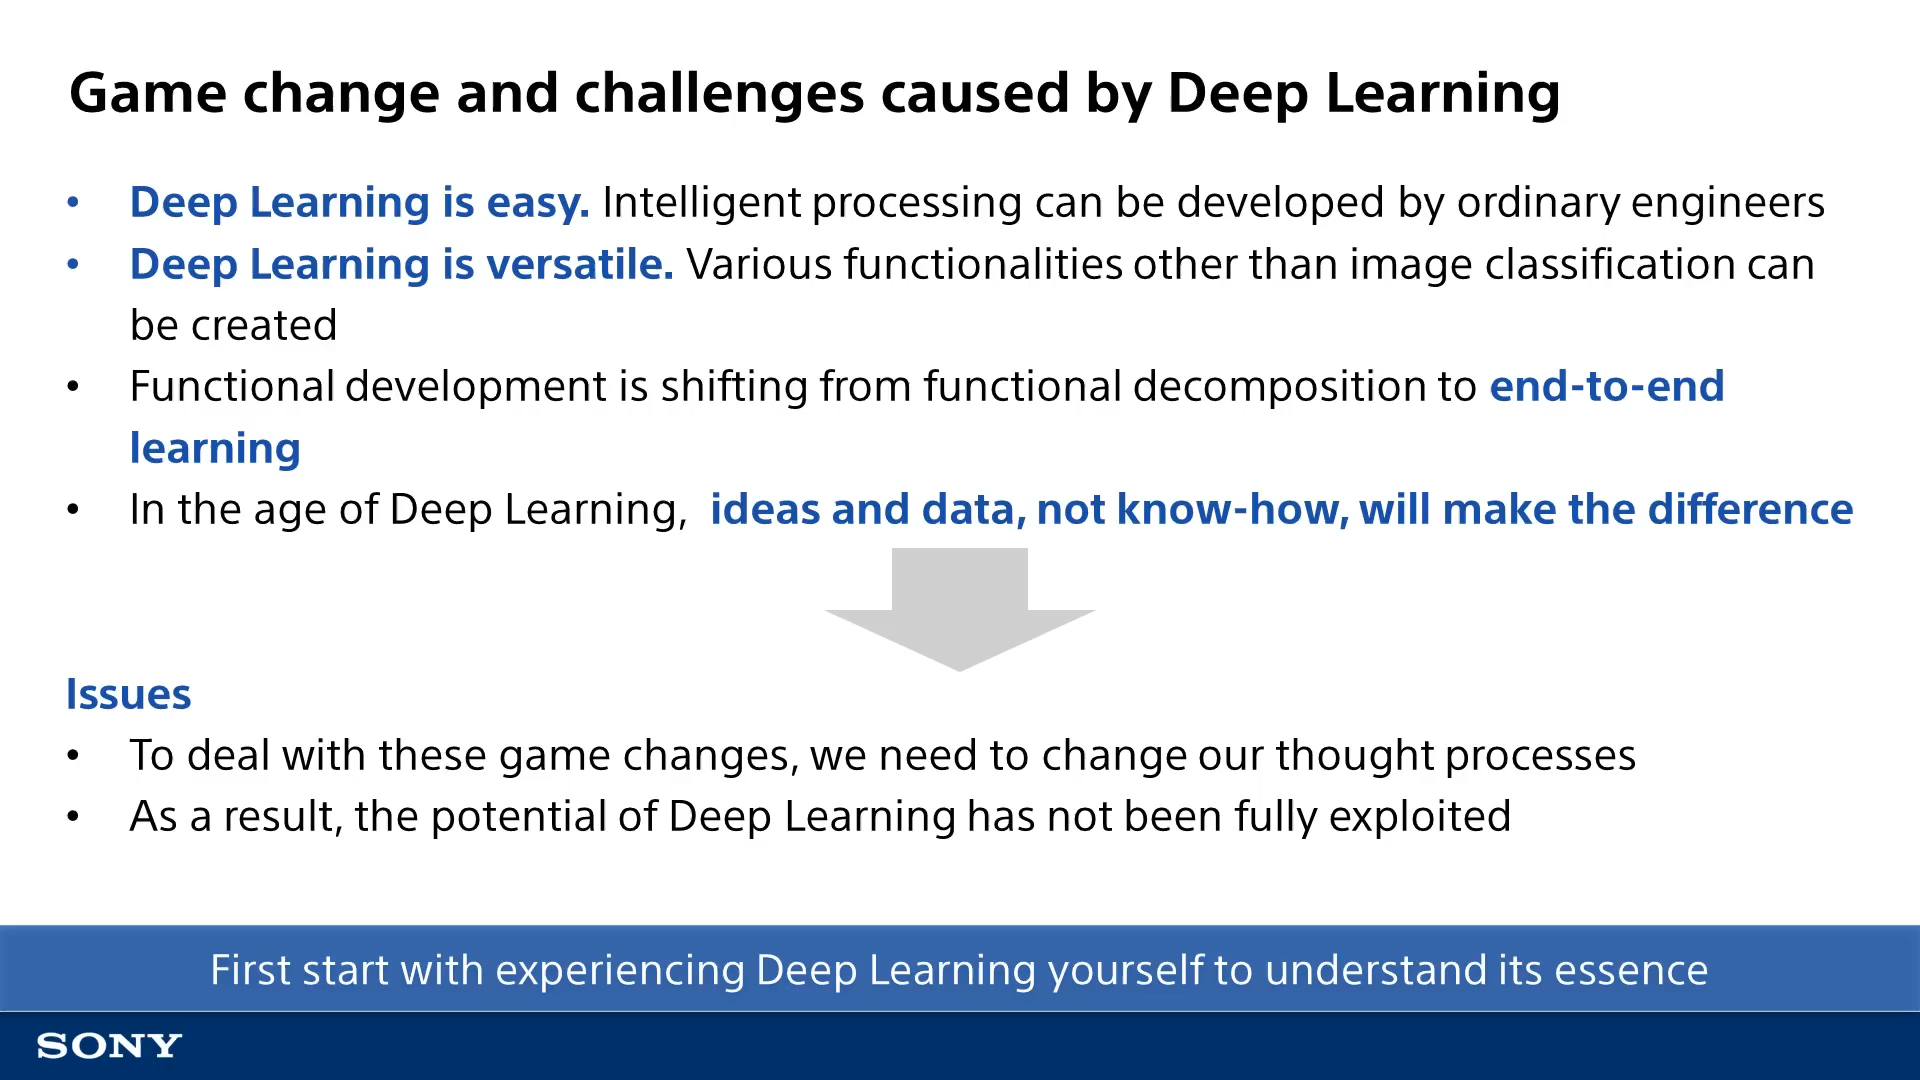 Game change and challenges caused by Deep Learning
• Deep Learning is easy. Intelligent processing can be developed by ordinary engineers
• Deep Learning is versatile. Various functionalities other than image classification can
be created
• Functional development is shifting from functional decomposition to end-to-end
learning
• In the age of Deep Learning, ideas and data, not know-how, will make the difference
Issues
• To deal with these game changes, we need to change our thought processes
• As a result, the potential of Deep Learning has not been fully exploited
First start with experiencing Deep Learning yourself to understand its essence
SONY